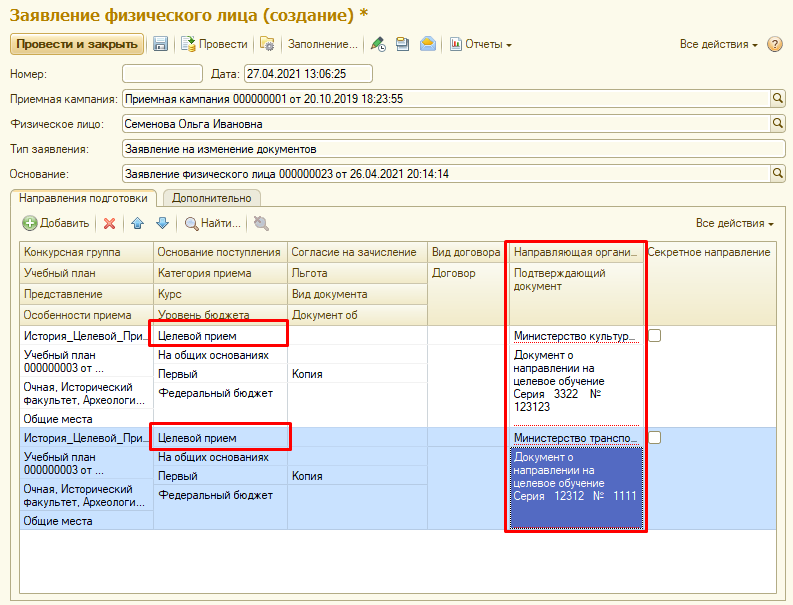 Заявление физического лица (создание) *
Провести и закрыть Провести Заполнение... Отчеты Все действия
Номер: Дата: 27.04.2021 13:06:25
Приемная кампания: Приемная кампания 000000001 от 20.10.2019 18:23:55
Физическое лицо: Семенова Ольга Ивановна
Тип заявления: Заявление на изменение документов
Основание: Заявление физического лица 000000023 от 26.04.2021 20:14:14
Направления подготовки Дополнительно
Добавить Найти... Все действия
Конкурсная группа Основание поступления Согласие на зачисление Вид договора Направляющая органи... Секретное направление
Учебный план Категория приема Льгота Договор Подтверждающий
документ
Представление Курс Вид документа
Особенности приема Уровень бюджета Документ об
История_Целевой_При... Целевой прием Министерство культур...
Учебный план На общих основаниях Документ о
000000003 от ... Первый Копия направлении на
целевое обучение
Очная, Исторический Федеральный бюджет Серия 3322 №
факультет, Археологи... 123123
Общие места
История_Целевой_При... Целевой прием Министерство транспо...
Учебный план На общих основаниях Документ о
000000003 от ... Первый Копия направлении на
целевое обучение
Очная, Исторический Федеральный бюджет Серия 12312 № 1111
факультет, Археологи...
Общие места